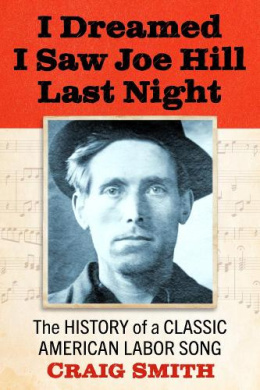 I Dreamed
I Saw Joe Hill
Last Night
The HISTORY of a CLASSIC
AMERICAN LABOR SONG
CRAIG SMITH